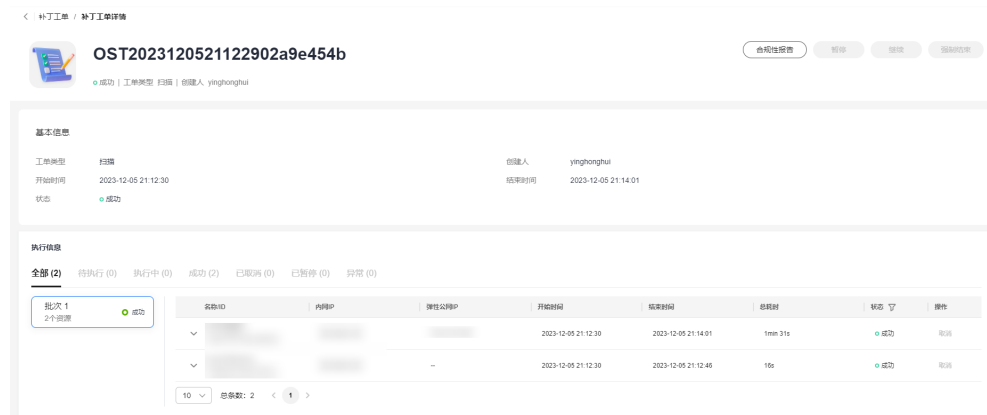 补丁工单 / 补丁工单详情
OST2023120521122902a9e454b
合规性报告 暂停 继续 强制结束
成功 | 工单类型 扫描 | 创建人 yinghonghui
基本信息
工单类型 扫描 创建人 yinghonghui
开始时间 2023-12-05 21:12:30 结束时间 2023-12-05 21:14:01
状态 成功
执行信息
全部 (2) 待执行 (0) 执行中 (0) 成功 (2) 已取消 (0) 已暂停 (0) 异常 (0)
批次 1
2个资源 成功
名称/ID 内网IP 弹性公网IP 开始时间 结束时间 总耗时 状态 操作
2023-12-05 21:12:30 2023-12-05 21:14:01 1min 31s 成功 取消
-- 2023-12-05 21:12:30 2023-12-05 21:12:46 16s 成功 取消
10 总条数: 2 < 1 >